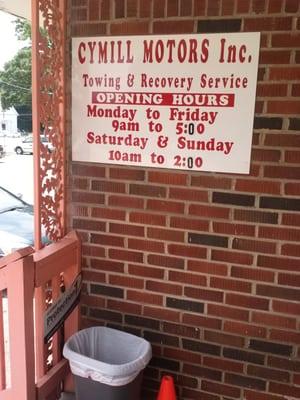 CYMILL MOTORS Inc.
Towing & Recovery Service
OPENING HOURS
Monday to Friday
9am to 5:00
Saturday & Sunday
10am to 2:00